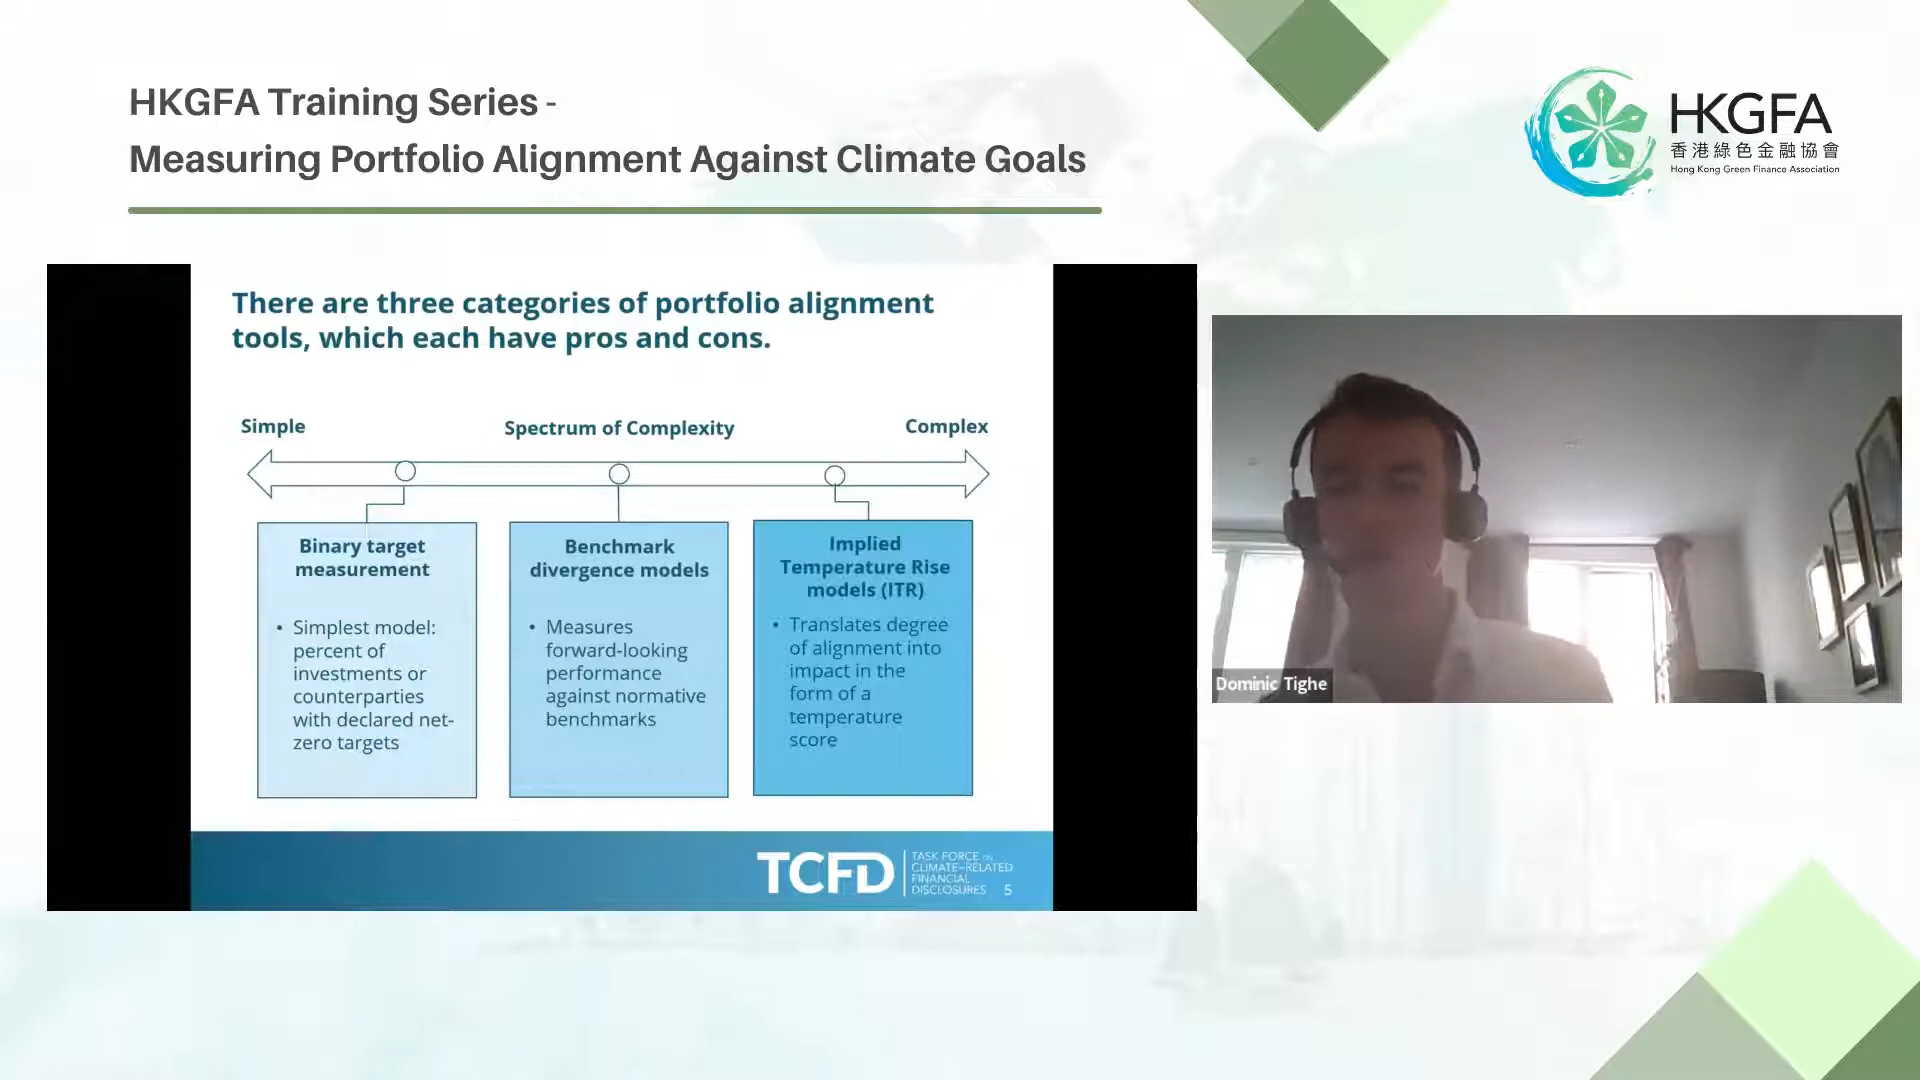 HKGFA Training Series -
Measuring Portfolio Alignment Against Climate Goals
HKGFA
香港綠色金融協會
Hong Kong Green Finance Association
There are three categories of portfolio alignment
tools, which each have pros and cons.
Simple
Spectrum of Complexity
Complex
Binary target
measurement
• Simplest model:
percent of
investments or
counterparties
with declared net-
zero targets
Benchmark
divergence models
• Measures
forward-looking
performance
against normative
benchmarks
Implied
Temperature Rise
models (ITR)
• Translates degree
of alignment into
impact in the
form of a
temperature
score
TCFD
TASK FORCE ON
CLIMATE-RELATED
FINANCIAL
DISCLOSURES
5
Dominic Tighe